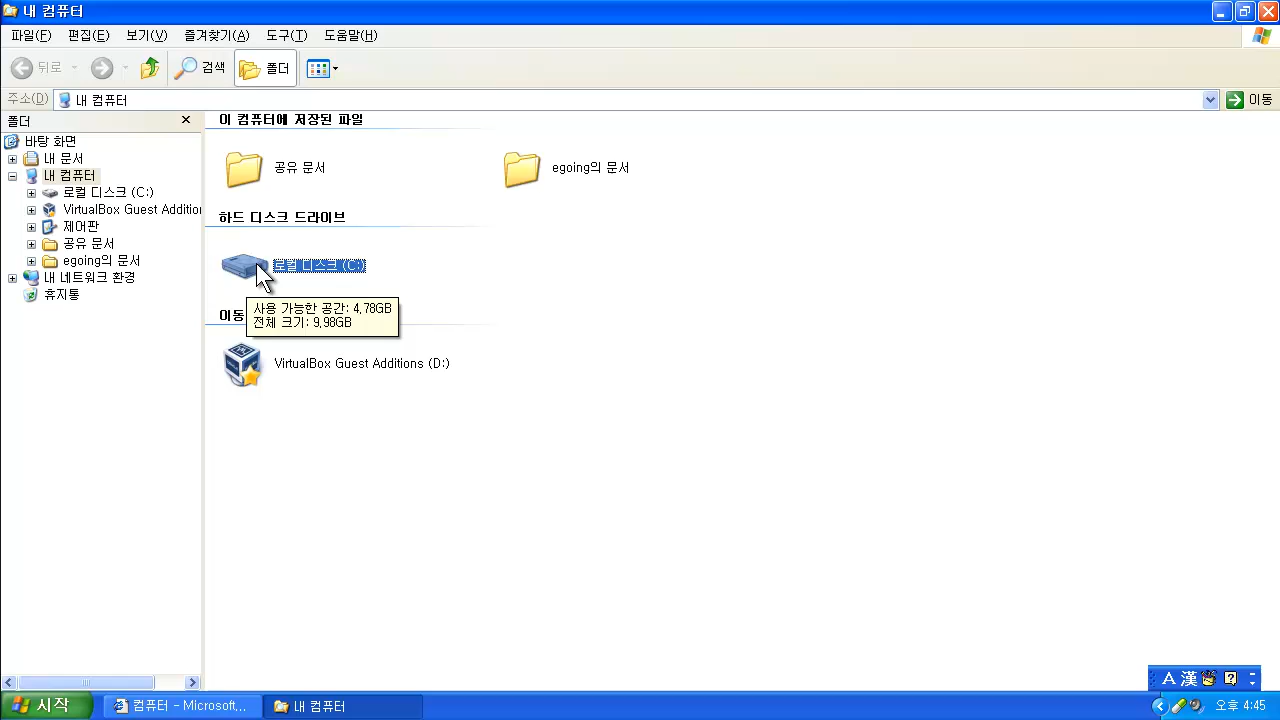 내 컴퓨터
파일(F) 편집(E) 보기(V) 즐겨찾기(A) 도구(T) 도움말(H)
뒤로 검색 폴더
주소(D) 내 컴퓨터 이동
폴더
바탕 화면
내 문서
내 컴퓨터
로컬 디스크 (C:)
VirtualBox Guest Additio
제어판
공유 문서
egoing의 문서
내 네트워크 환경
휴지통
이 컴퓨터에 저장된 파일
공유 문서 egoing의 문서
하드 디스크 드라이브
로컬 디스크 (C:)
사용 가능한 공간: 4.78GB
전체 크기: 9.98GB
이동
VirtualBox Guest Additions (D:)
A 漢
시작 컴퓨터 - Microsoft... 내 컴퓨터 오후 4:45